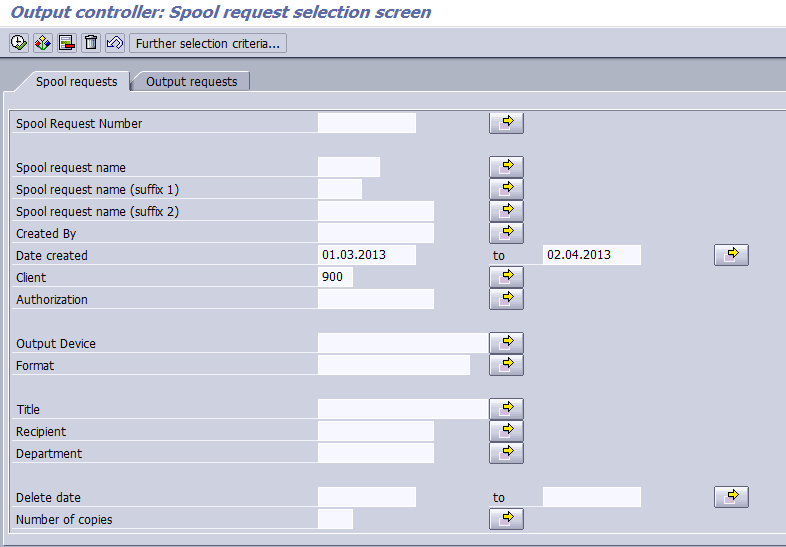 Output controller: Spool request selection screen
Further selection criteria...
Spool requests Output requests
Spool Request Number
Spool request name
Spool request name (suffix 1)
Spool request name (suffix 2)
Created By
Date created 01.03.2013 to 02.04.2013
Client 900
Authorization
Output Device
Format
Title
Recipient
Department
Delete date to
Number of copies